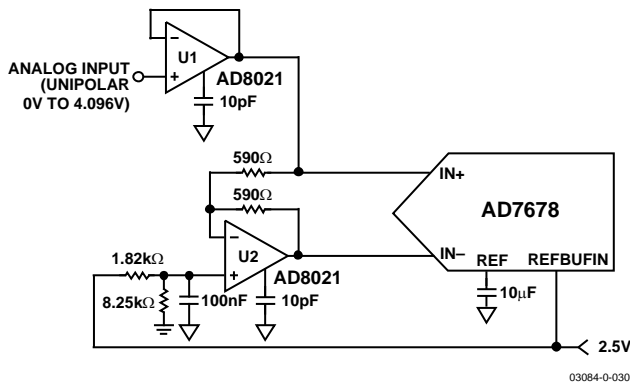 U1
ANALOG INPUT
(UNIPOLAR
0V TO 4.096V)
−
+
AD8021
10pF
590Ω
590Ω
IN+
AD7678
−
U2
+
AD8021
IN−
REF REFBUFIN
1.82kΩ
8.25kΩ
100nF
10pF
10μF
2.5V
03084-0-030